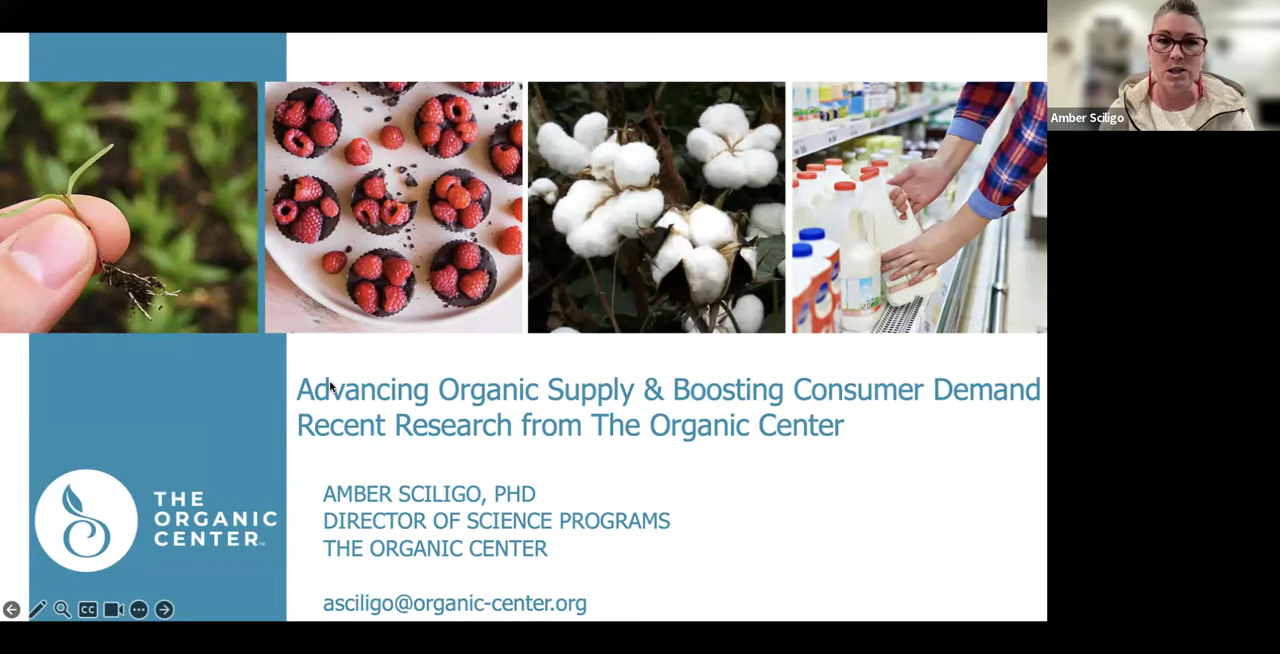 Amber Sciligo
Advancing Organic Supply & Boosting Consumer Demand
Recent Research from The Organic Center
AMBER SCILIGO, PHD
DIRECTOR OF SCIENCE PROGRAMS
THE ORGANIC CENTER
asciligo@organic-center.org
THE
ORGANIC
CENTER
CC